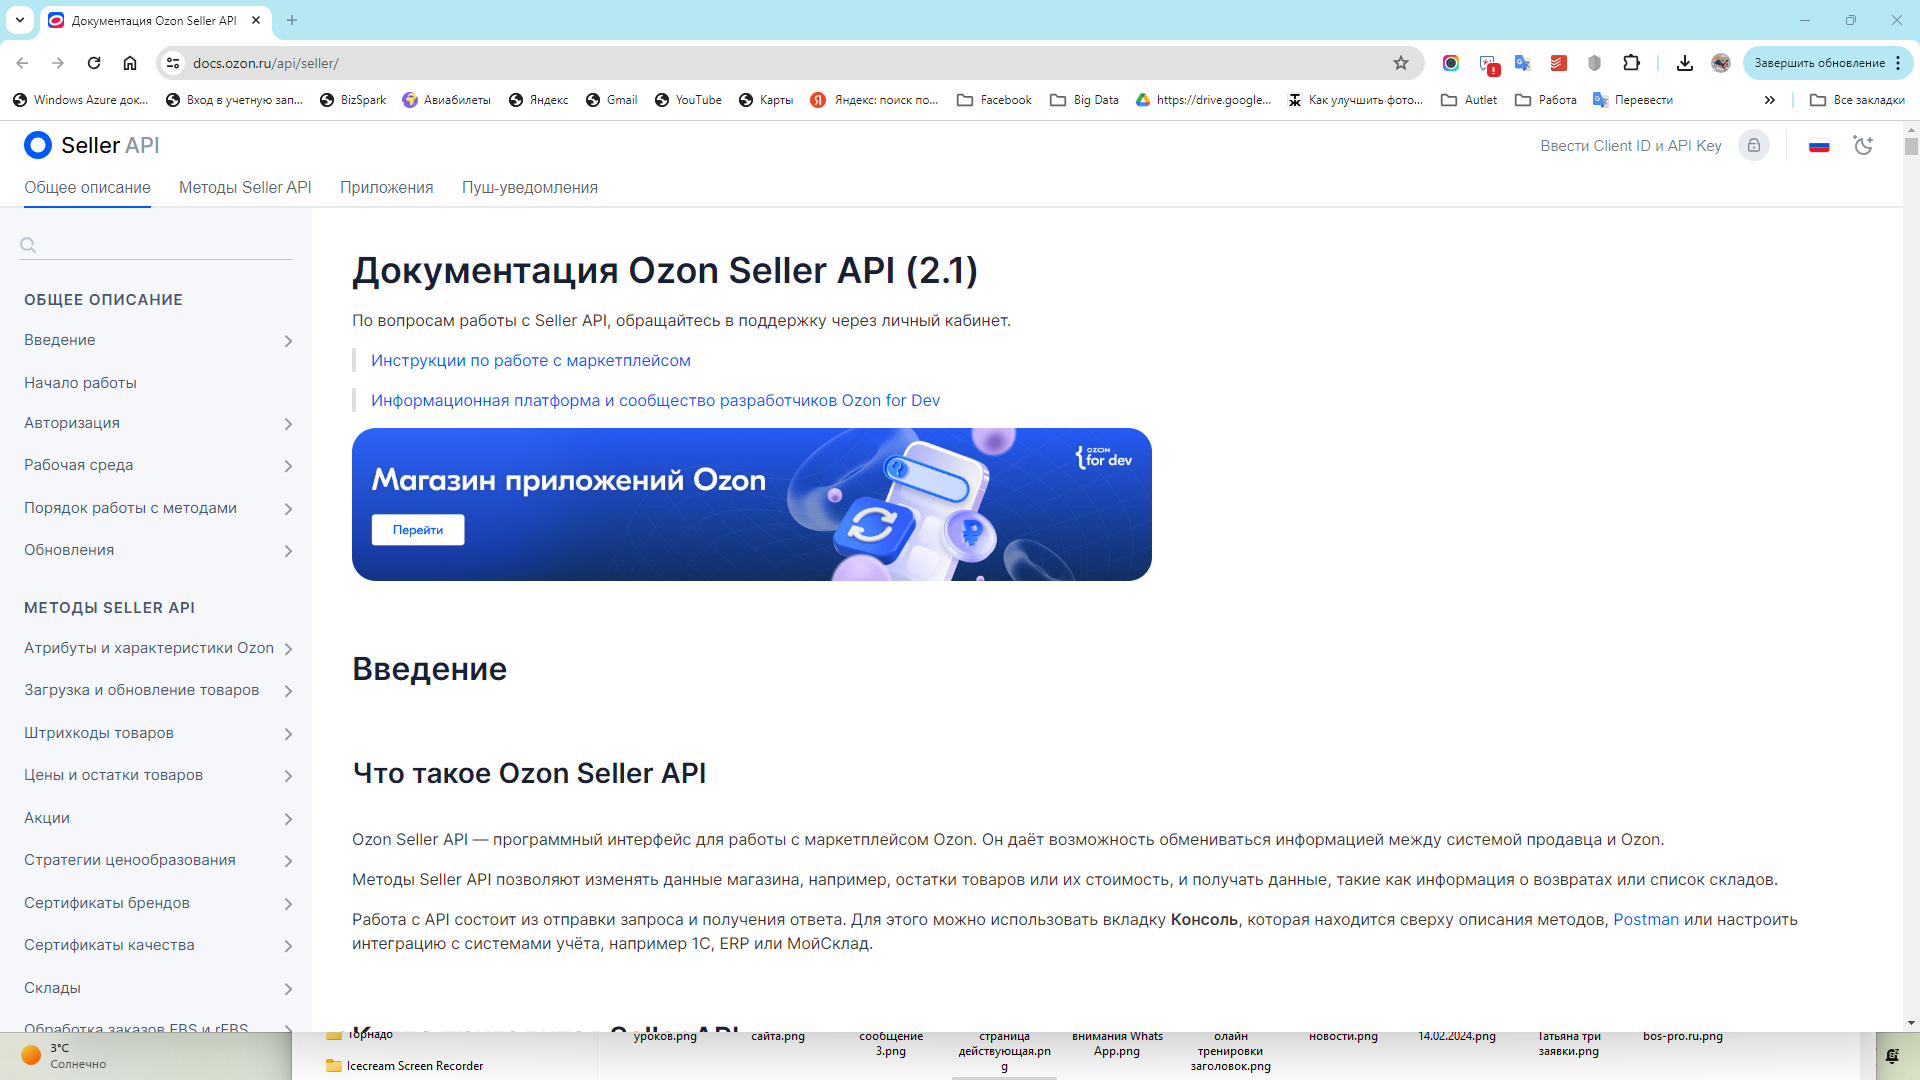 Документация Ozon Seller API
docs.ozon.ru/api/seller/
Завершить обновление
Windows Azure док...
Вход в учетную зап...
BizSpark
Авиабилеты
Яндекс
Gmail
YouTube
Карты
Яндекс: поиск по...
Facebook
Big Data
https://drive.google...
Как улучшить фото...
Autlet
Работа
Перевести
Все закладки
Seller API
Ввести Client ID и API Key
Общее описание
Методы Seller API
Приложения
Пуш-уведомления
ОБЩЕЕ ОПИСАНИЕ
Введение
Начало работы
Авторизация
Рабочая среда
Порядок работы с методами
Обновления
МЕТОДЫ SELLER API
Атрибуты и характеристики Ozon
Загрузка и обновление товаров
Штрихкоды товаров
Цены и остатки товаров
Акции
Стратегии ценообразования
Сертификаты брендов
Сертификаты качества
Склады
Обработка заказов FBS и rFBS
Документация Ozon Seller API (2.1)
По вопросам работы с Seller API, обращайтесь в поддержку через личный кабинет.
Инструкции по работе с маркетплейсом
Информационная платформа и сообщество разработчиков Ozon for Dev
Магазин приложений Ozon
Перейти
OZON
for dev
Введение
Что такое Ozon Seller API
Ozon Seller API — программный интерфейс для работы с маркетплейсом Ozon. Он даёт возможность обмениваться информацией между системой продавца и Ozon.
Методы Seller API позволяют изменять данные магазина, например, остатки товаров или их стоимость, и получать данные, такие как информация о возвратах или список складов.
Работа с API состоит из отправки запроса и получения ответа. Для этого можно использовать вкладку Консоль, которая находится сверху описания методов, Postman или настроить
интеграцию с системами учёта, например 1С, ERP или МойСклад.
3°C
Солнечно
Торнадо
Icecream Screen Recorder
уроков.png
сайта.png
сообщение
3.png
страница
действующая.pn
g
внимания Whats
App.png
олайн
тренировки
заголовок.png
новости.png
14.02.2024.png
Татьяна три
заявки.png
bos-pro.ru.png